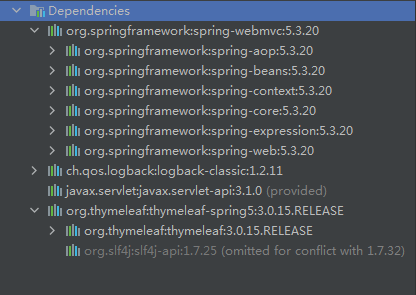 Dependencies
org.springframework:spring-webmvc:5.3.20
org.springframework:spring-aop:5.3.20
org.springframework:spring-beans:5.3.20
org.springframework:spring-context:5.3.20
org.springframework:spring-core:5.3.20
org.springframework:spring-expression:5.3.20
org.springframework:spring-web:5.3.20
ch.qos.logback:logback-classic:1.2.11
javax.servlet:javax.servlet-api:3.1.0 (provided)
org.thymeleaf:thymeleaf-spring5:3.0.15.RELEASE
org.thymeleaf:thymeleaf:3.0.15.RELEASE
org.slf4j:slf4j-api:1.7.25 (omitted for conflict with 1.7.32)